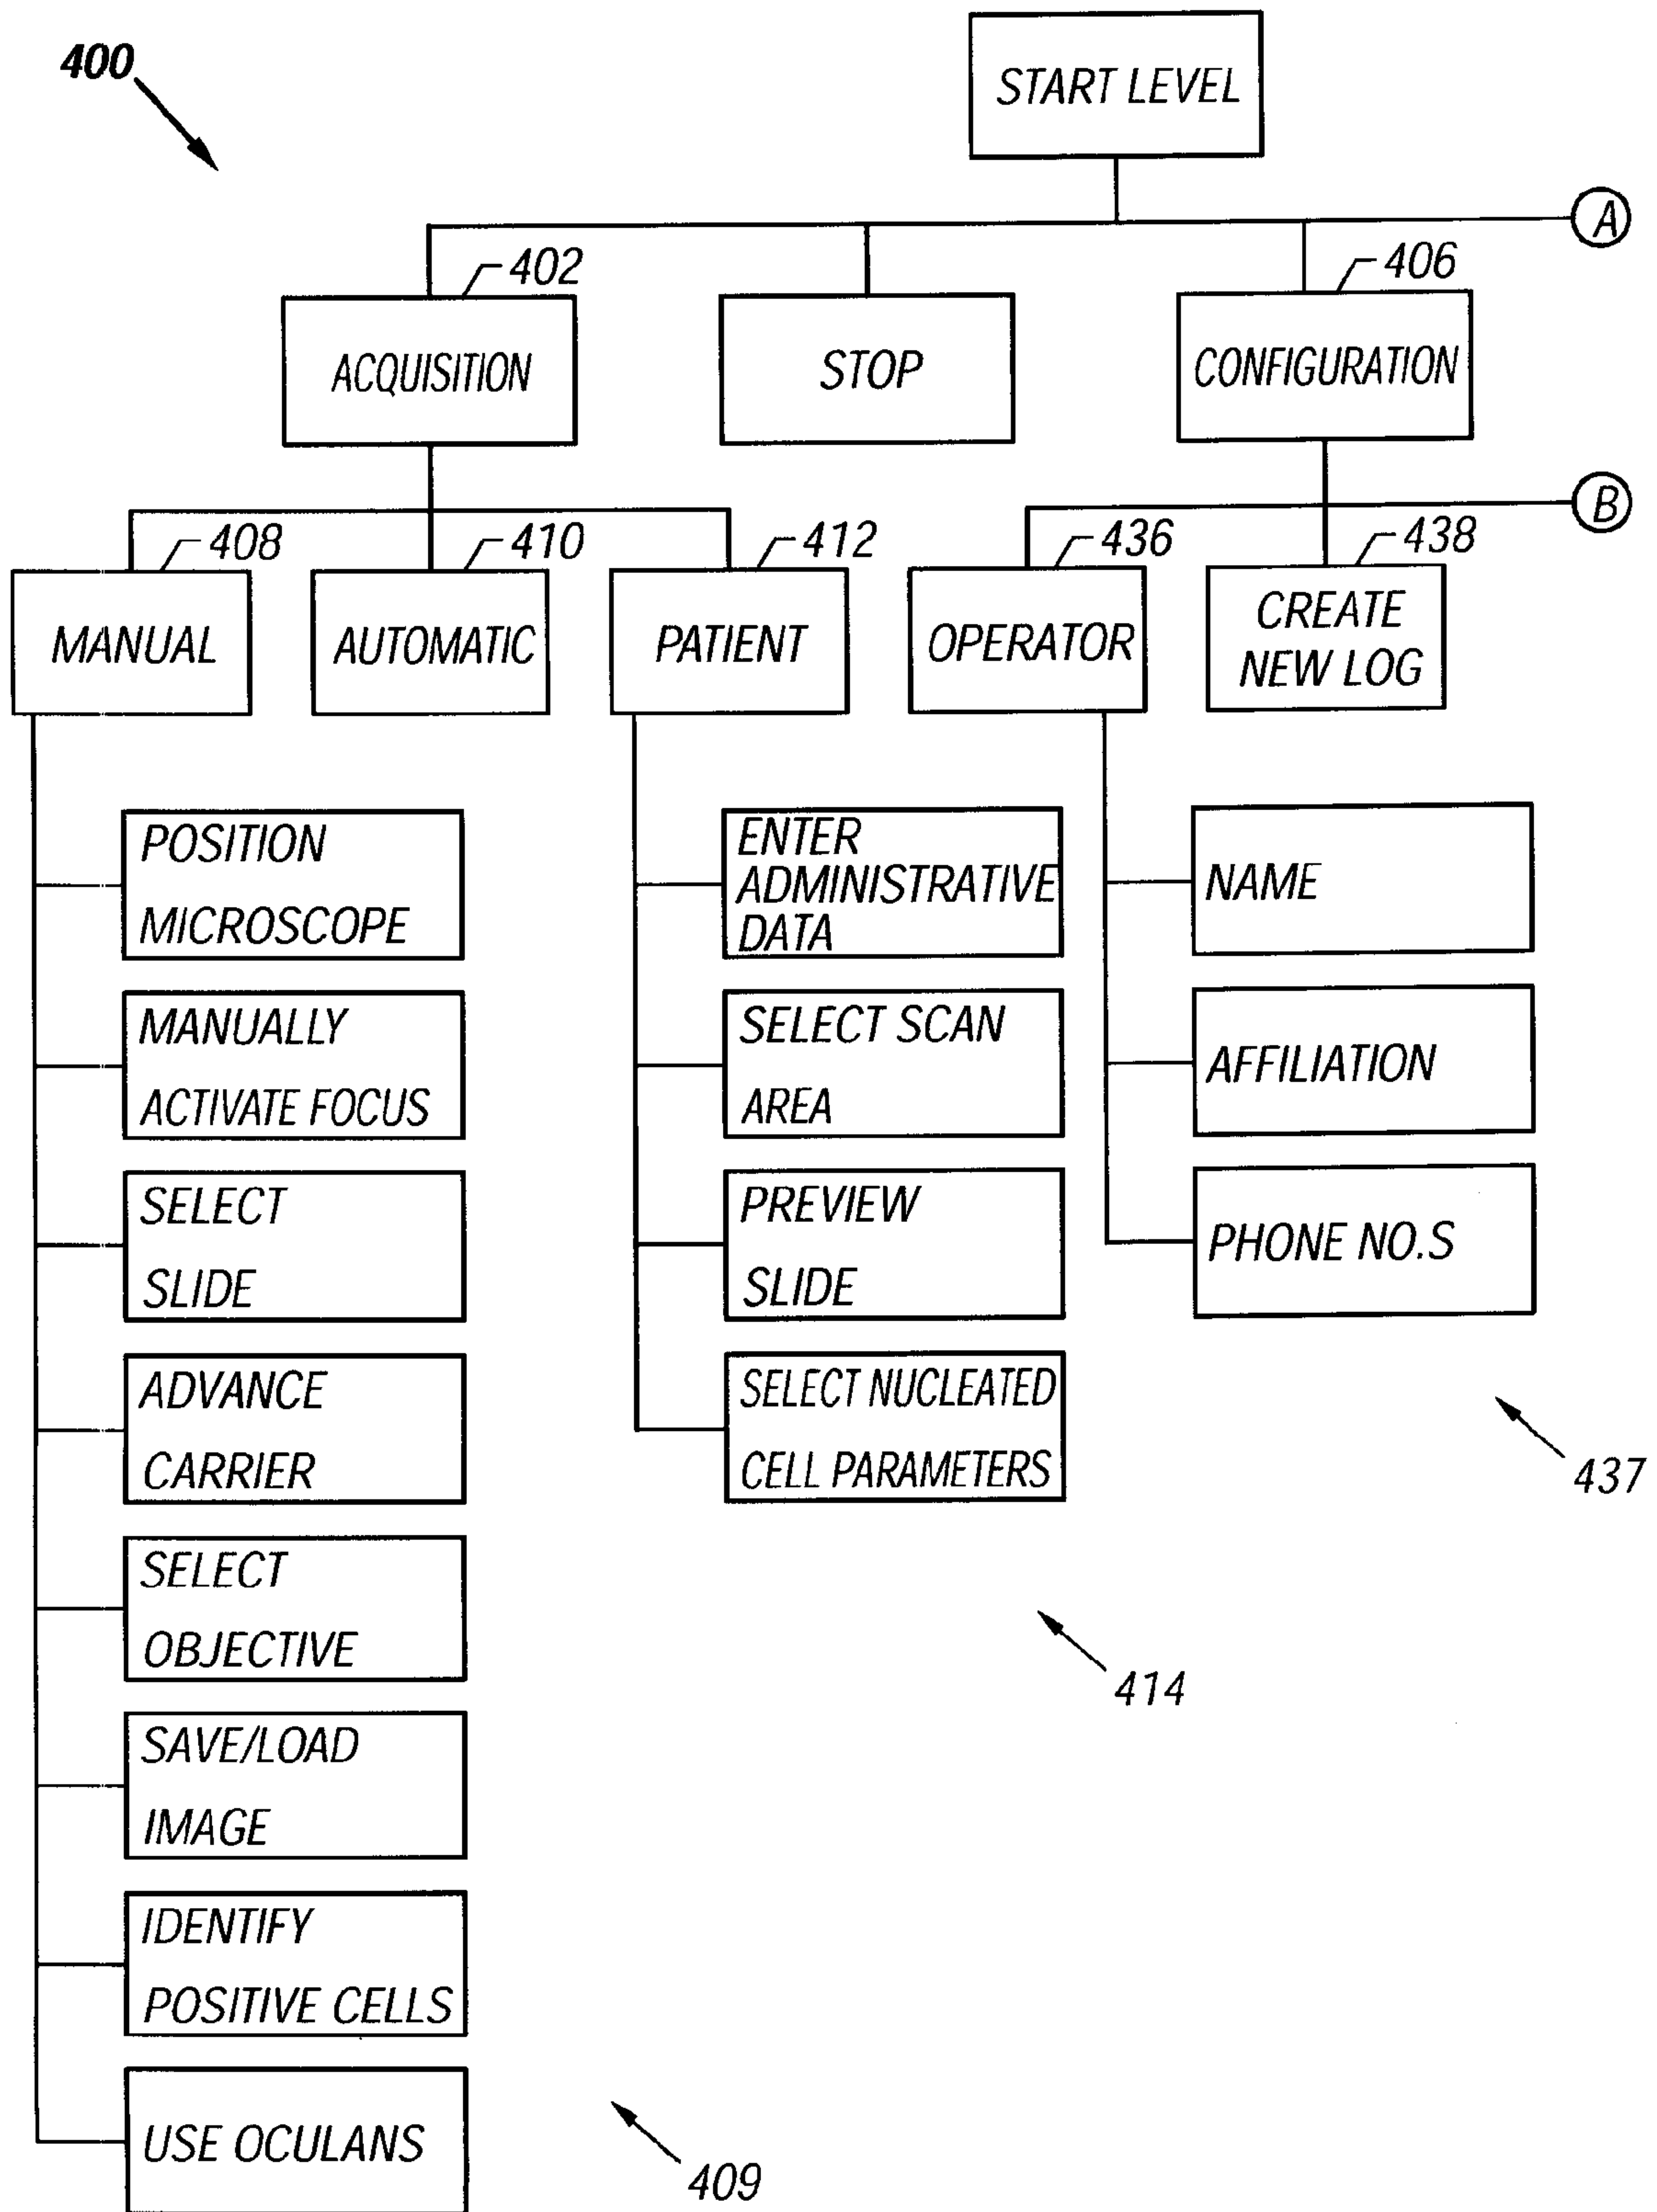 400
START LEVEL
A
402
406
ACQUISITION
STOP
CONFIGURATION
B
408
410
412
436
438
MANUAL
AUTOMATIC
PATIENT
OPERATOR
CREATE
NEW LOG
POSITION
MICROSCOPE
MANUALLY
ACTIVATE FOCUS
SELECT
SLIDE
ADVANCE
CARRIER
SELECT
OBJECTIVE
SAVE/LOAD
IMAGE
IDENTIFY
POSITIVE CELLS
USE OCULANS
409
ENTER
ADMINISTRATIVE
DATA
SELECT SCAN
AREA
PREVIEW
SLIDE
SELECT NUCLEATED
CELL PARAMETERS
414
NAME
AFFILIATION
PHONE NO.S
437